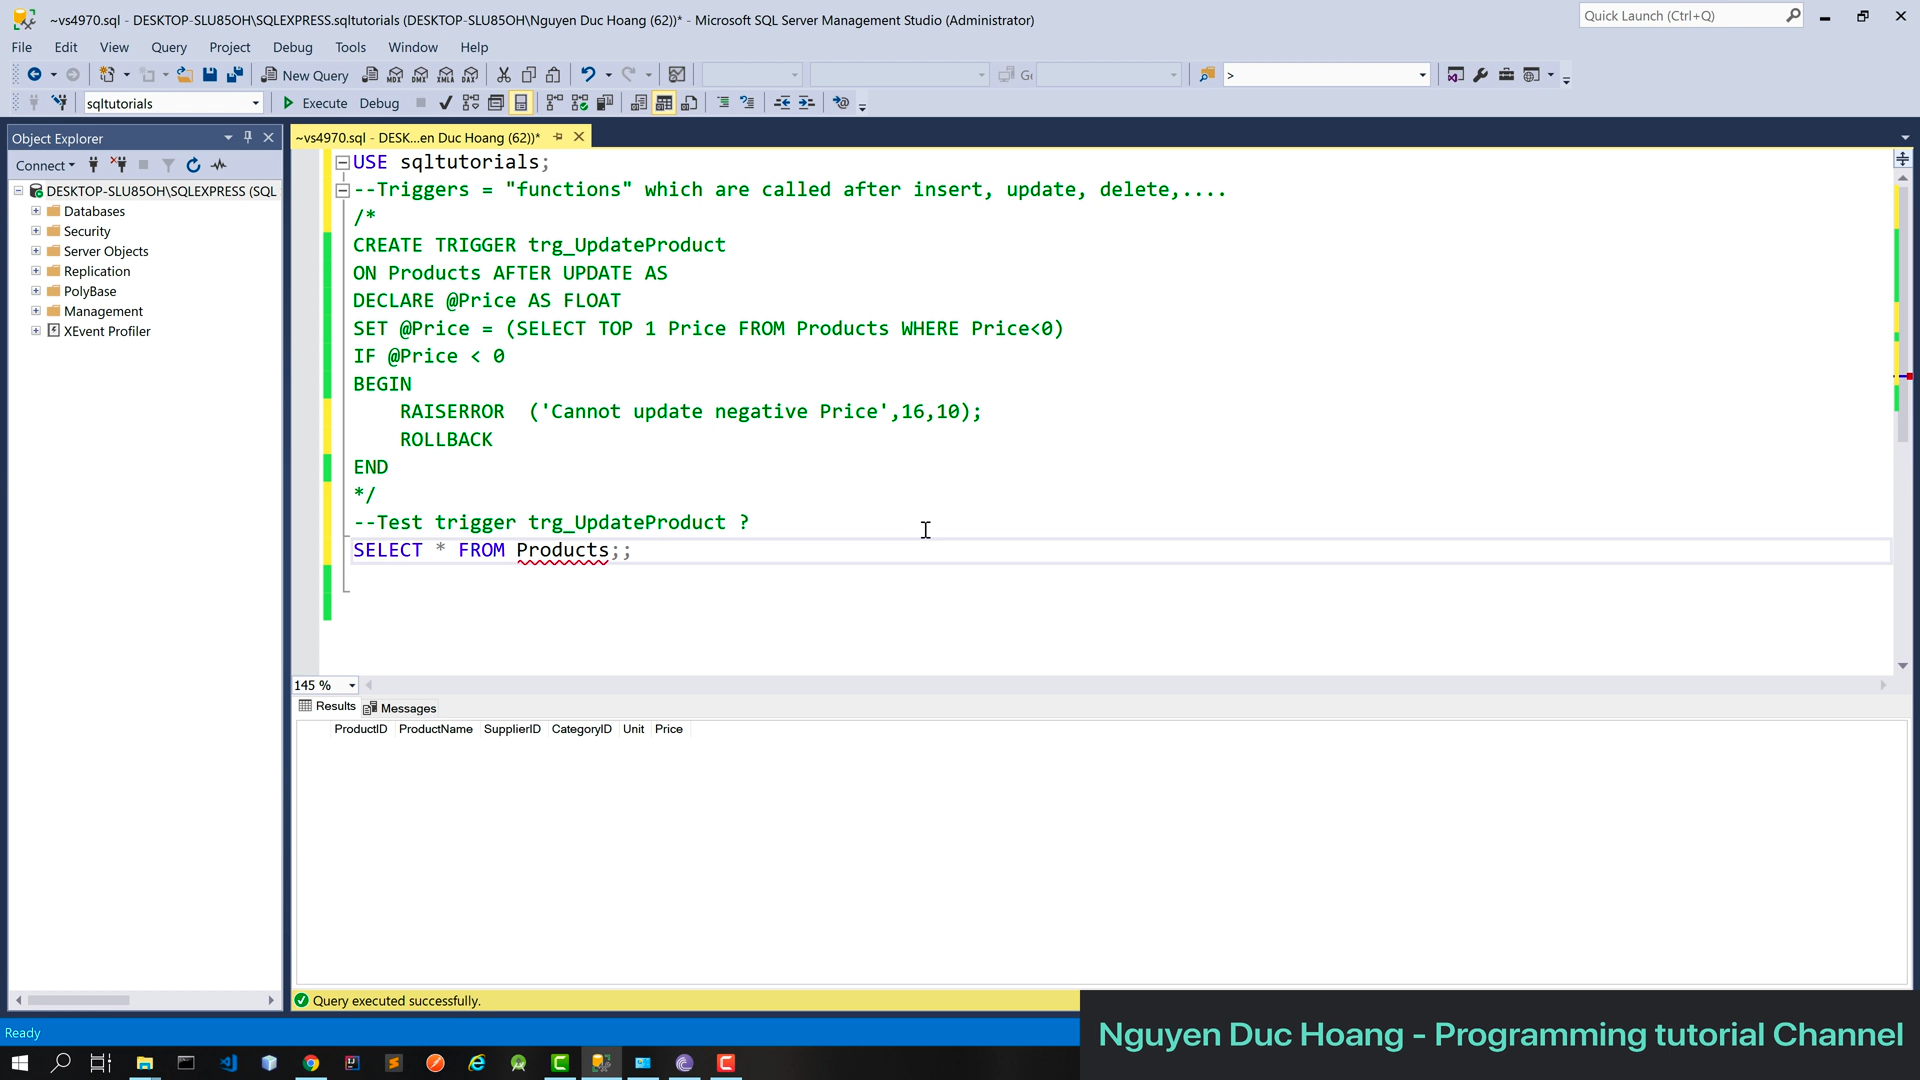 ~vs4970.sql - DESKTOP-SLU85OH\SQLEXPRESS.sqltutorials (DESKTOP-SLU85OH\Nguyen Duc Hoang (62))* - Microsoft SQL Server Management Studio (Administrator)
Quick Launch (Ctrl+Q)
File Edit View Query Project Debug Tools Window Help
New Query MDX DMX XMLA DAX >
sqltutorials Execute Debug
Object Explorer
~vs4970.sql - DESK...en Duc Hoang (62))*
Connect
DESKTOP-SLU85OH\SQLEXPRESS (SQL
Databases
Security
Server Objects
Replication
PolyBase
Management
XEvent Profiler
USE sqltutorials;
--Triggers = "functions" which are called after insert, update, delete,....
/*
CREATE TRIGGER trg_UpdateProduct
ON Products AFTER UPDATE AS
DECLARE @Price AS FLOAT
SET @Price = (SELECT TOP 1 Price FROM Products WHERE Price<0)
IF @Price < 0
BEGIN
RAISERROR ('Cannot update negative Price',16,10);
ROLLBACK
END
*/
--Test trigger trg_UpdateProduct ?
SELECT * FROM Products;;
145 %
Results Messages
ProductID ProductName SupplierID CategoryID Unit Price
Query executed successfully.
Ready
Nguyen Duc Hoang - Programming tutorial Channel